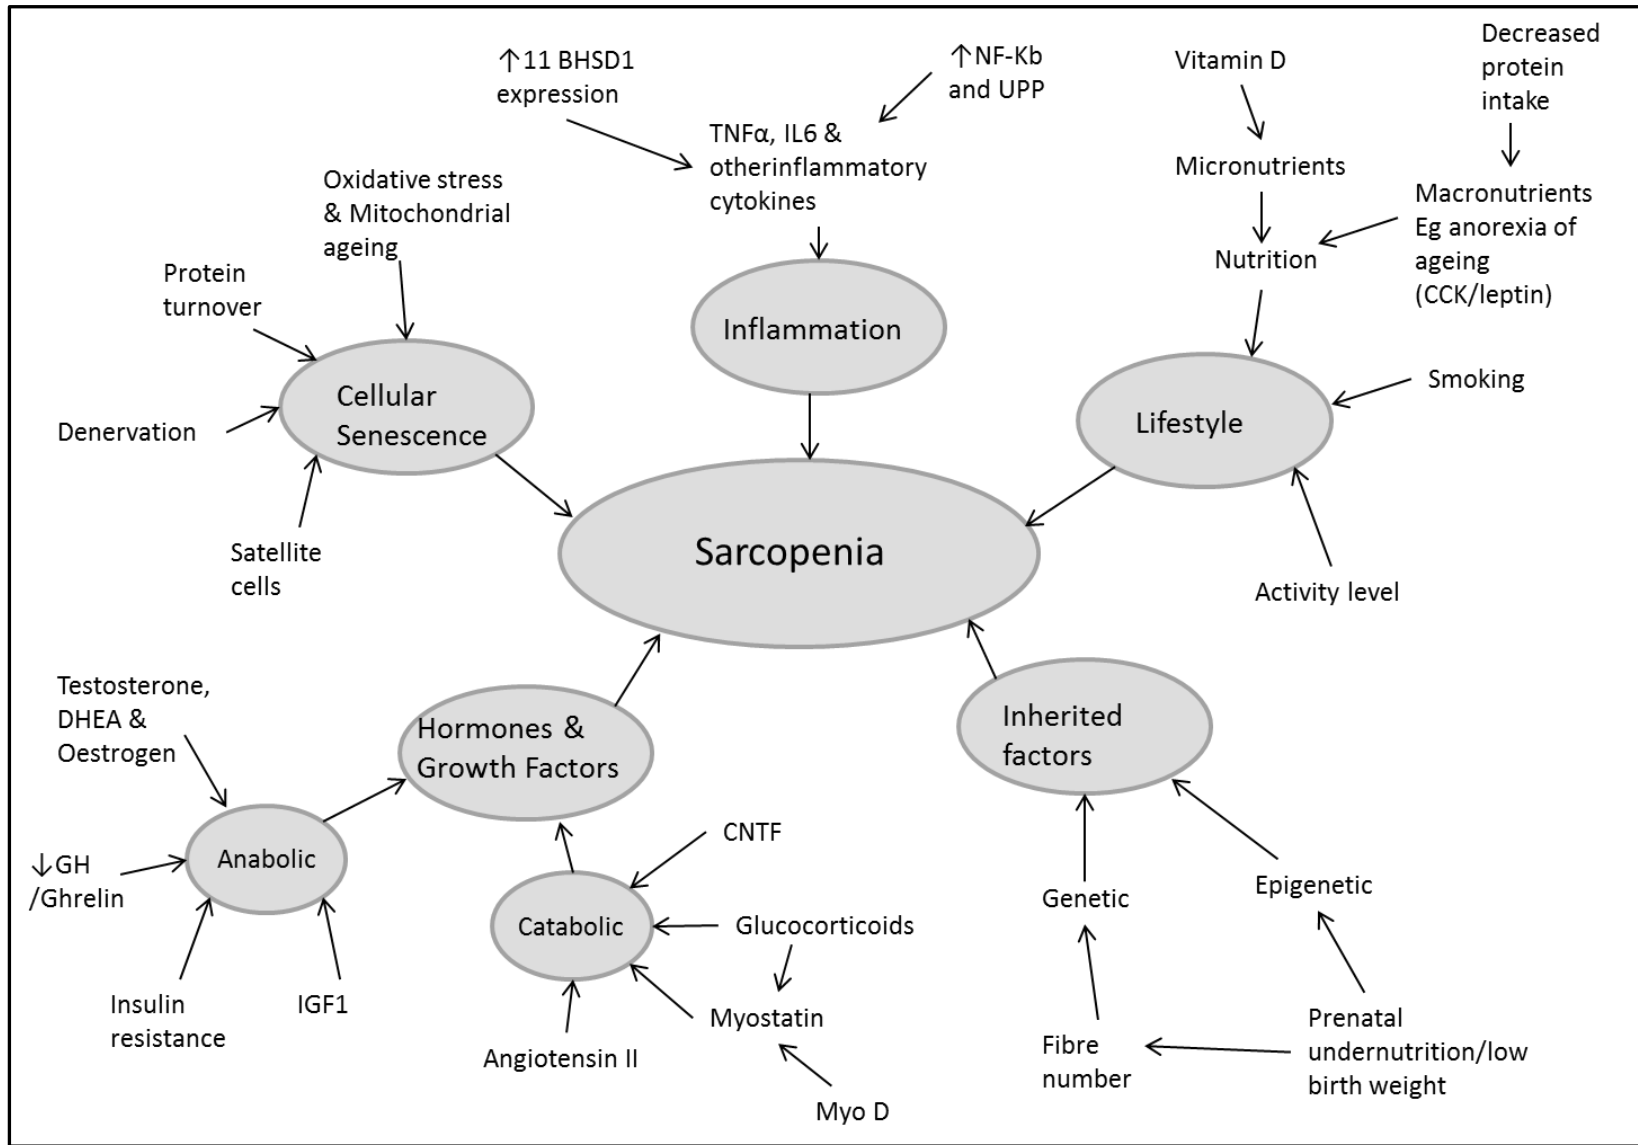 ↑11 BHSD1
expression
↑NF-Kb
and UPP
Vitamin D
Decreased
protein
intake
TNFα, IL6 &
otherinflammatory
cytokines
Micronutrients
Macronutrients
Eg anorexia of
ageing
(CCK/leptin)
Oxidative stress
& Mitochondrial
ageing
Protein
turnover
Nutrition
Inflammation
Smoking
Cellular
Senescence
Lifestyle
Denervation
Satellite
cells
Sarcopenia
Activity level
Testosterone,
DHEA &
Oestrogen
Hormones &
Growth Factors
Inherited
factors
↓GH
/Ghrelin
Anabolic
CNTF
Catabolic
Glucocorticoids
Genetic
Epigenetic
Insulin
resistance
IGF1
Angiotensin II
Myostatin
Myo D
Fibre
number
Prenatal
undernutrition/low
birth weight